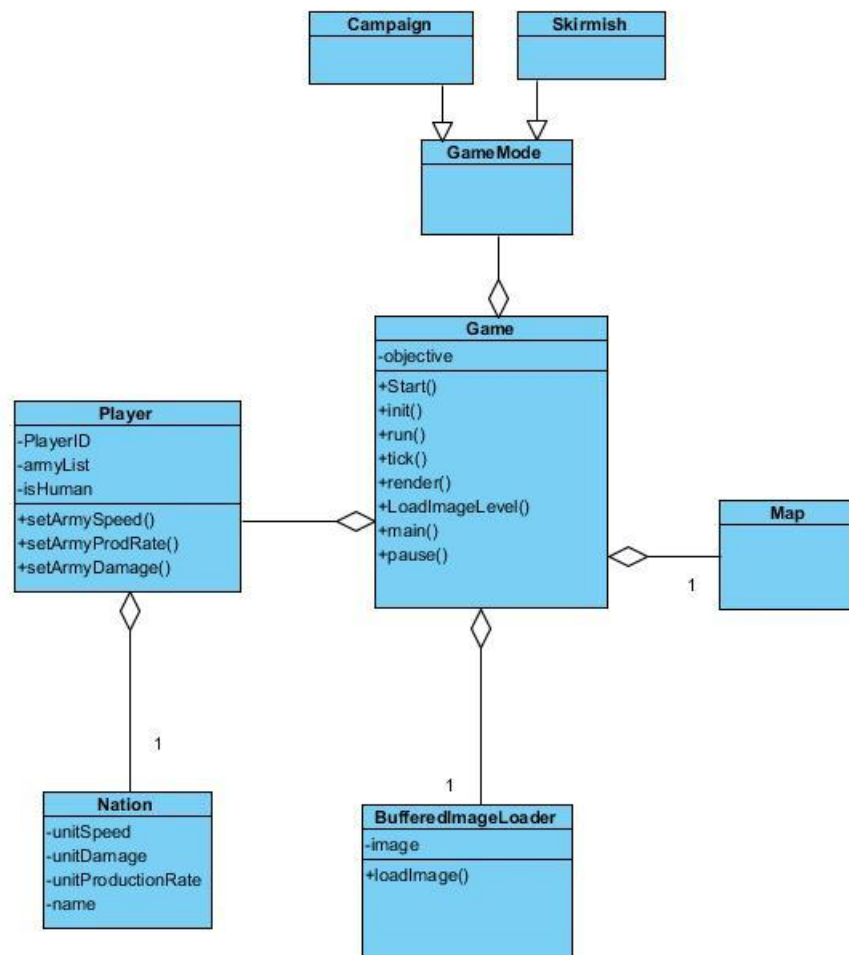 Campaign
Skirmish
GameMode
Game
-objective
+Start()
+init()
+run()
+tick()
+render()
+LoadImageLevel()
+main()
+pause()
Player
-PlayerID
-armyList
-isHuman
+setArmySpeed()
+setArmyProdRate()
+setArmyDamage()
Map
1
1
Nation
-unitSpeed
-unitDamage
-unitProductionRate
-name
1
BufferedImageLoader
-image
+loadImage()